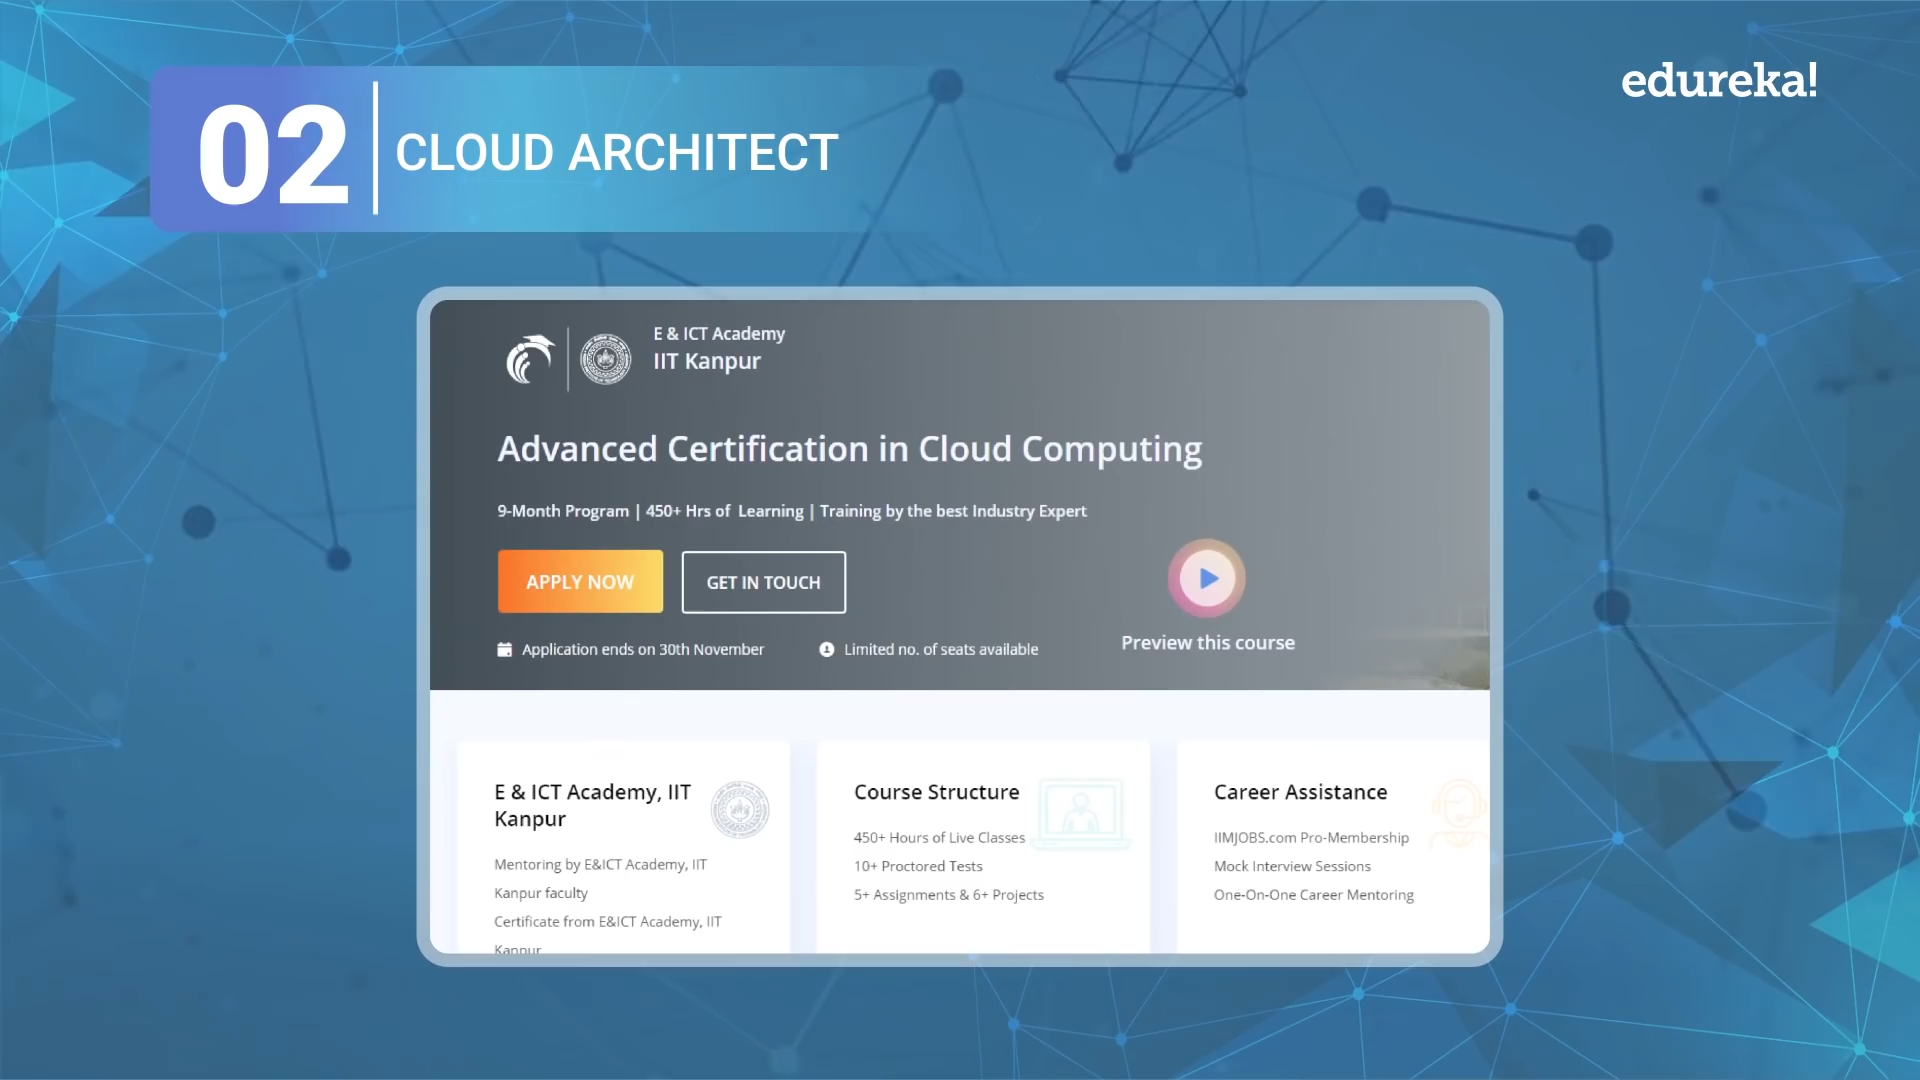 edureka!
02 CLOUD ARCHITECT
E & ICT Academy
IIT Kanpur
Advanced Certification in Cloud Computing
9-Month Program | 450+ Hrs of Learning | Training by the best Industry Expert
APPLY NOW
GET IN TOUCH
Application ends on 30th November
Limited no. of seats available
Preview this course
E & ICT Academy, IIT
Kanpur
Mentoring by E&ICT Academy, IIT
Kanpur faculty
Certificate from E&ICT Academy, IIT
Kanpur
Course Structure
450+ Hours of Live Classes
10+ Proctored Tests
5+ Assignments & 6+ Projects
Career Assistance
IIMJOBS.com Pro-Membership
Mock Interview Sessions
One-On-One Career Mentoring